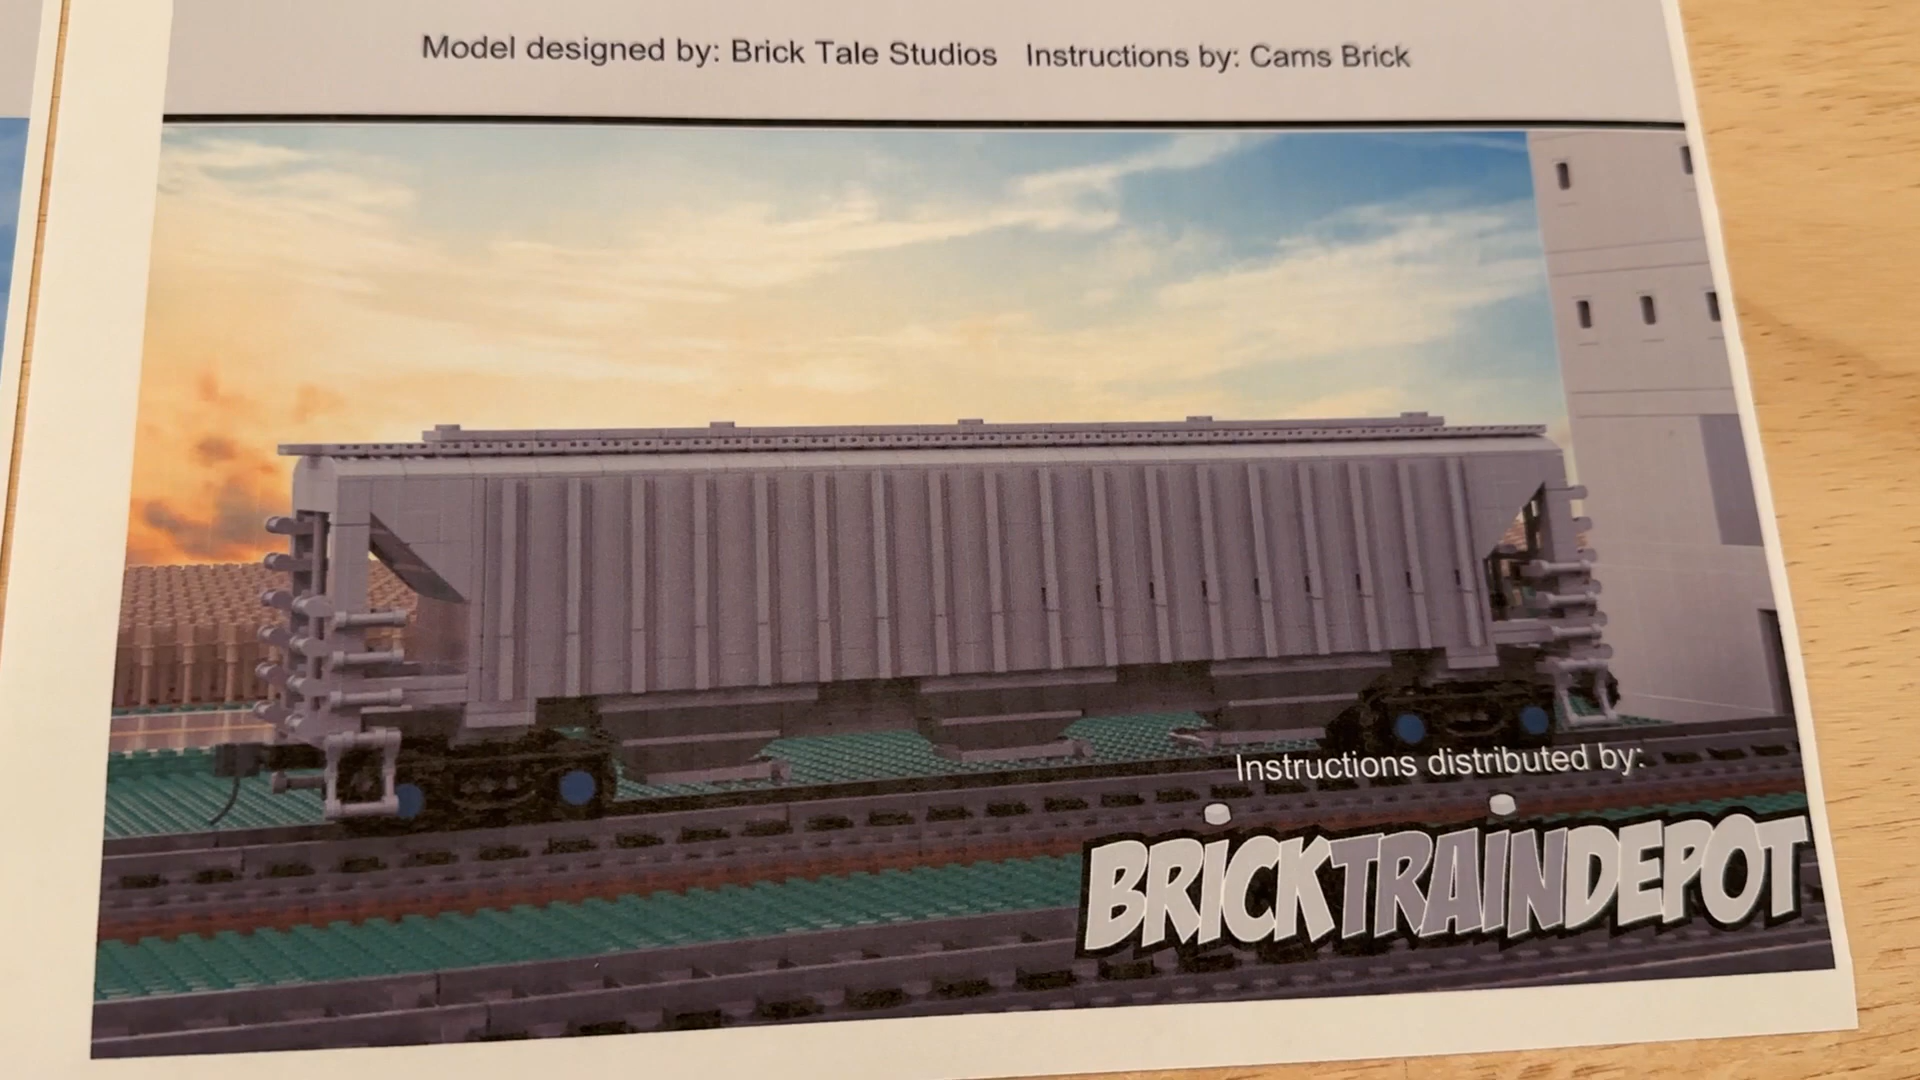 Model designed by: Brick Tale Studios Instructions by: Cams Brick
Instructions distributed by:
BRICKTRAINDEPOT